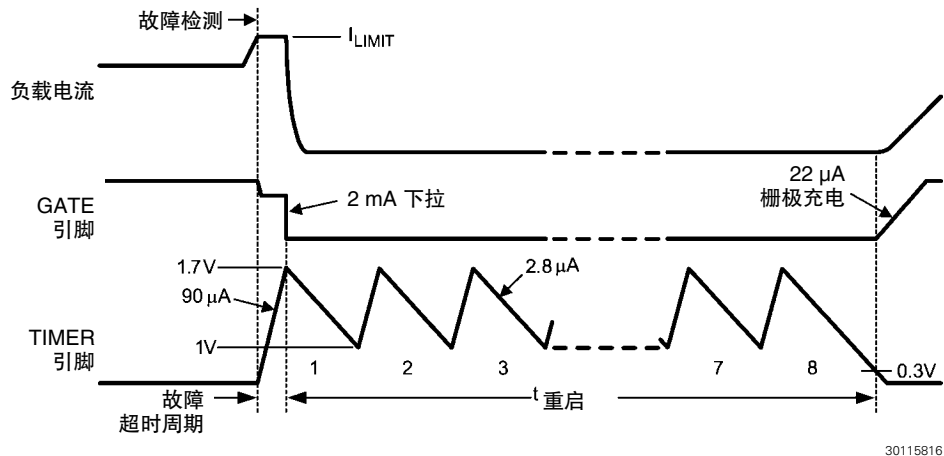 故障检测
ILIMIT
负载电流
22 μA
栅极充电
GATE
引脚
2 mA 下拉
1.7V
2.8 μA
90 μA
TIMER
引脚
1V
1
2
3
7
8
0.3V
故障
超时周期
t重启
30115816